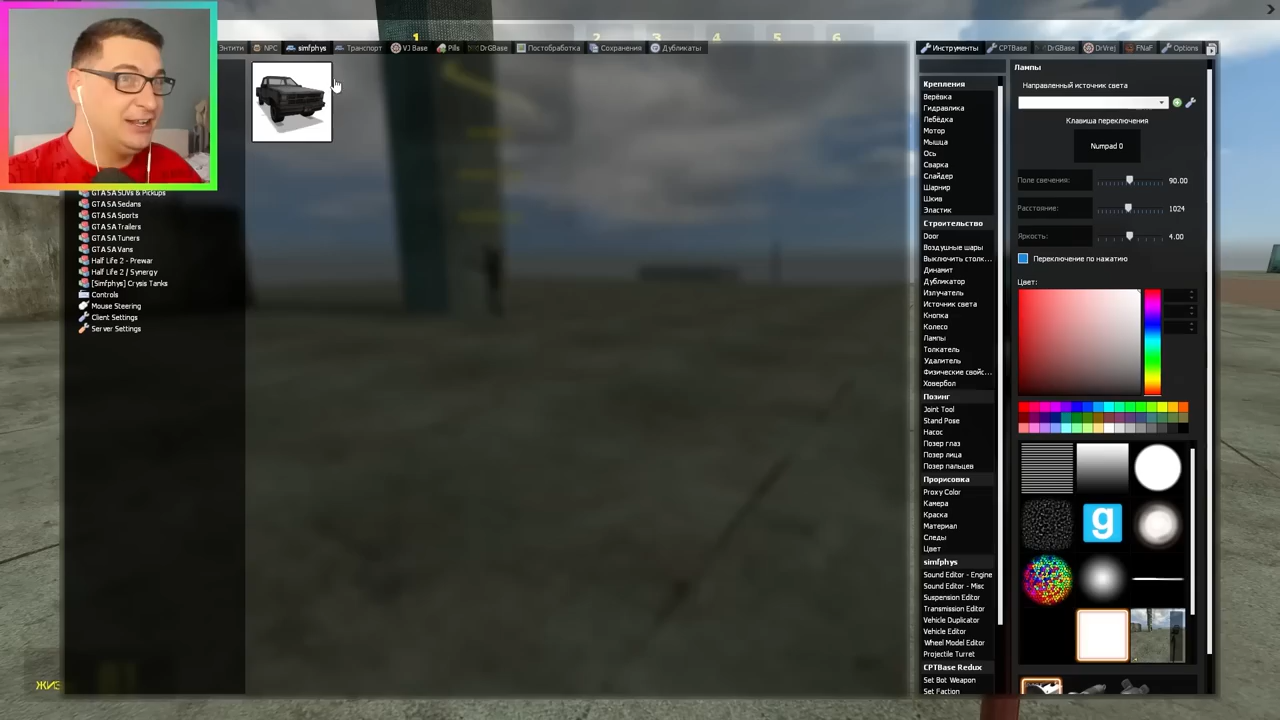 1 2 3 4 5 6
NPC simfphys Транспорт VJ Base Pills DrGBase Постобработка Сохранения Дубликаты
GTA SA SUVs & Pickups
GTA SA Sedans
GTA SA Sports
GTA SA Trailers
GTA SA Tuners
GTA SA Vans
Half Life 2 - Prewar
Half Life 2 / Synergy
[Simfphys] Crysis Tanks
Controls
Mouse Steering
Client Settings
Server Settings
Инструменты CPTBase DrGBase DrVrej FNaF Options
Крепления
Верёвка
Гидравлика
Лебёдка
Мотор
Мышца
Ось
Сварка
Слайдер
Шарнир
Шкив
Эластик
Строительство
Door
Воздушные шары
Выключить столк...
Динамит
Дубликатор
Излучатель
Источник света
Кнопка
Колесо
Лампы
Толкатель
Удалитель
Физические свойс...
Ховербол
Позинг
Joint Tool
Stand Pose
Насос
Позер глаз
Позер лица
Позер пальцев
Прорисовка
Proxy Color
Камера
Краска
Материал
Следы
Цвет
simfphys
Sound Editor - Engine
Sound Editor - Misc
Suspension Editor
Transmission Editor
Vehicle Duplicator
Vehicle Editor
Wheel Model Editor
Projectile Turret
CPTBase Redux
Set Bot Weapon
Set Faction
Лампы
Направленный источник света
Клавиша переключения
Numpad 0
Поле свечения: 90.00
Расстояние: 1024
Яркость: 4.00
Переключение по нажатию
Цвет:
g